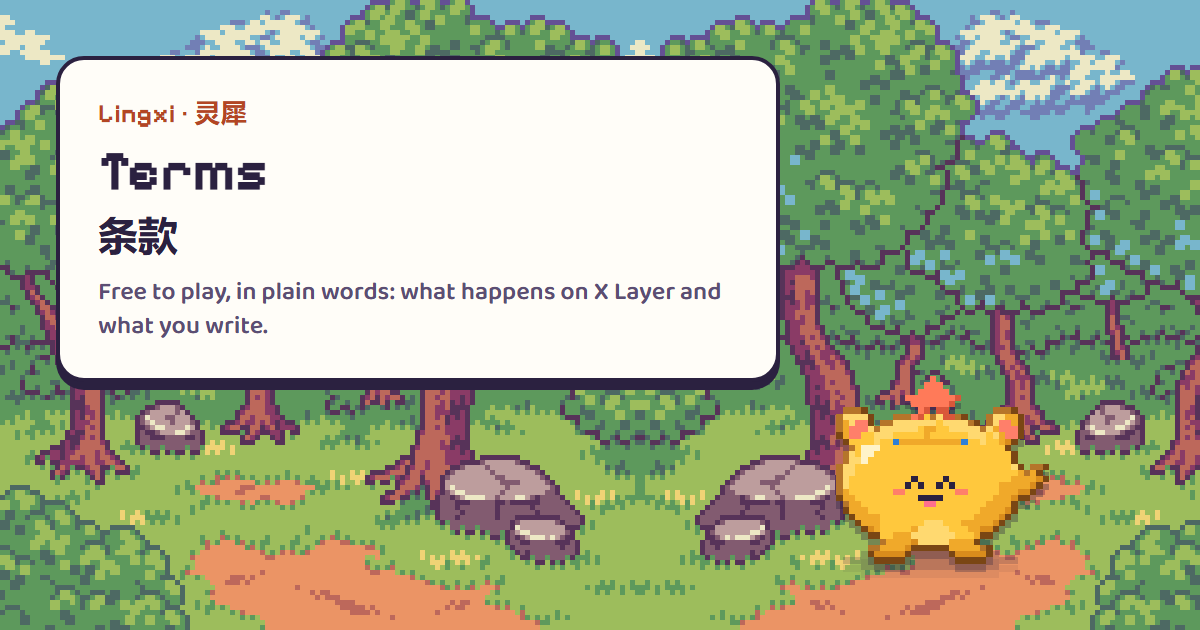 Lingxi · 灵犀
Terms
条款
Free to play, in plain words: what happens on X Layer and
what you write.